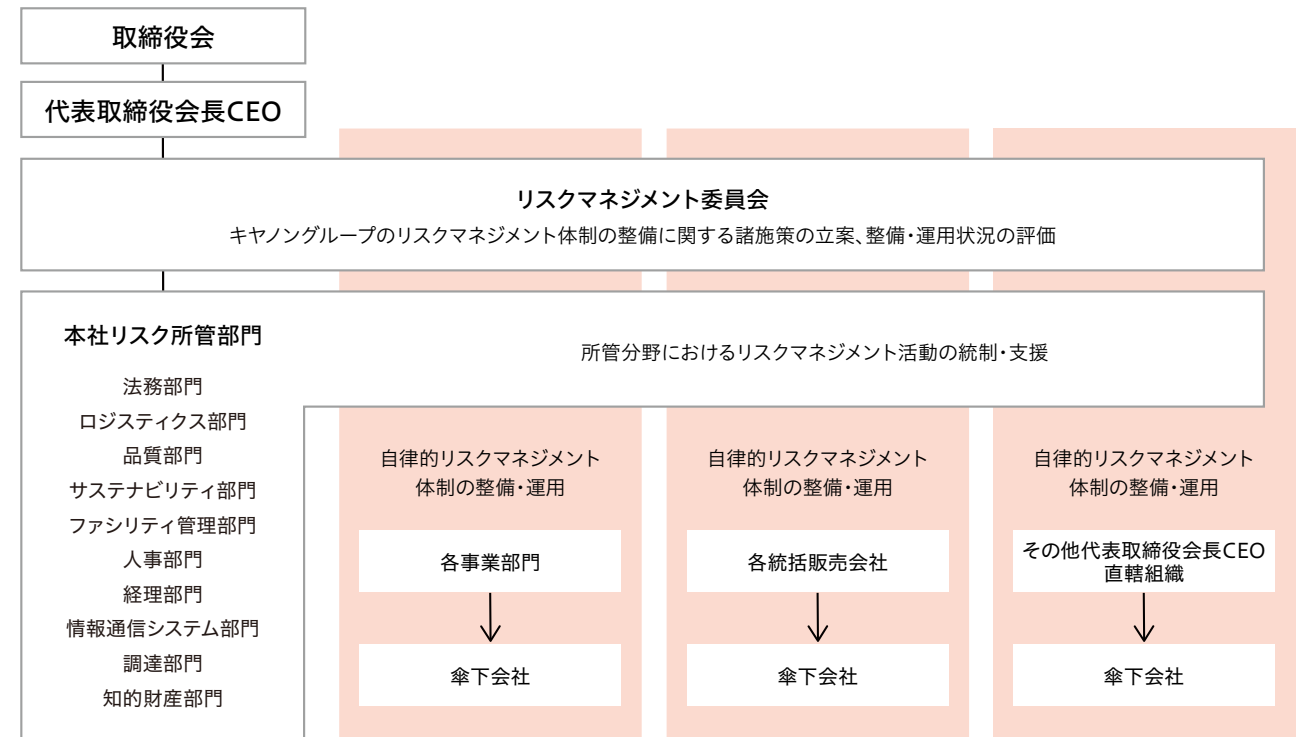 取締役会
代表取締役会長CEO
リスクマネジメント委員会
キヤノングループのリスクマネジメント体制の整備に関する諸施策の立案、整備・運用状況の評価
本社リスク所管部門
法務部門
ロジスティクス部門
品質部門
サステナビリティ部門
ファシリティ管理部門
人事部門
経理部門
情報通信システム部門
調達部門
知的財産部門
所管分野におけるリスクマネジメント活動の統制・支援
自律的リスクマネジメント
体制の整備・運用
各事業部門
傘下会社
自律的リスクマネジメント
体制の整備・運用
各統括販売会社
傘下会社
自律的リスクマネジメント
体制の整備・運用
その他代表取締役会長CEO
直轄組織
傘下会社